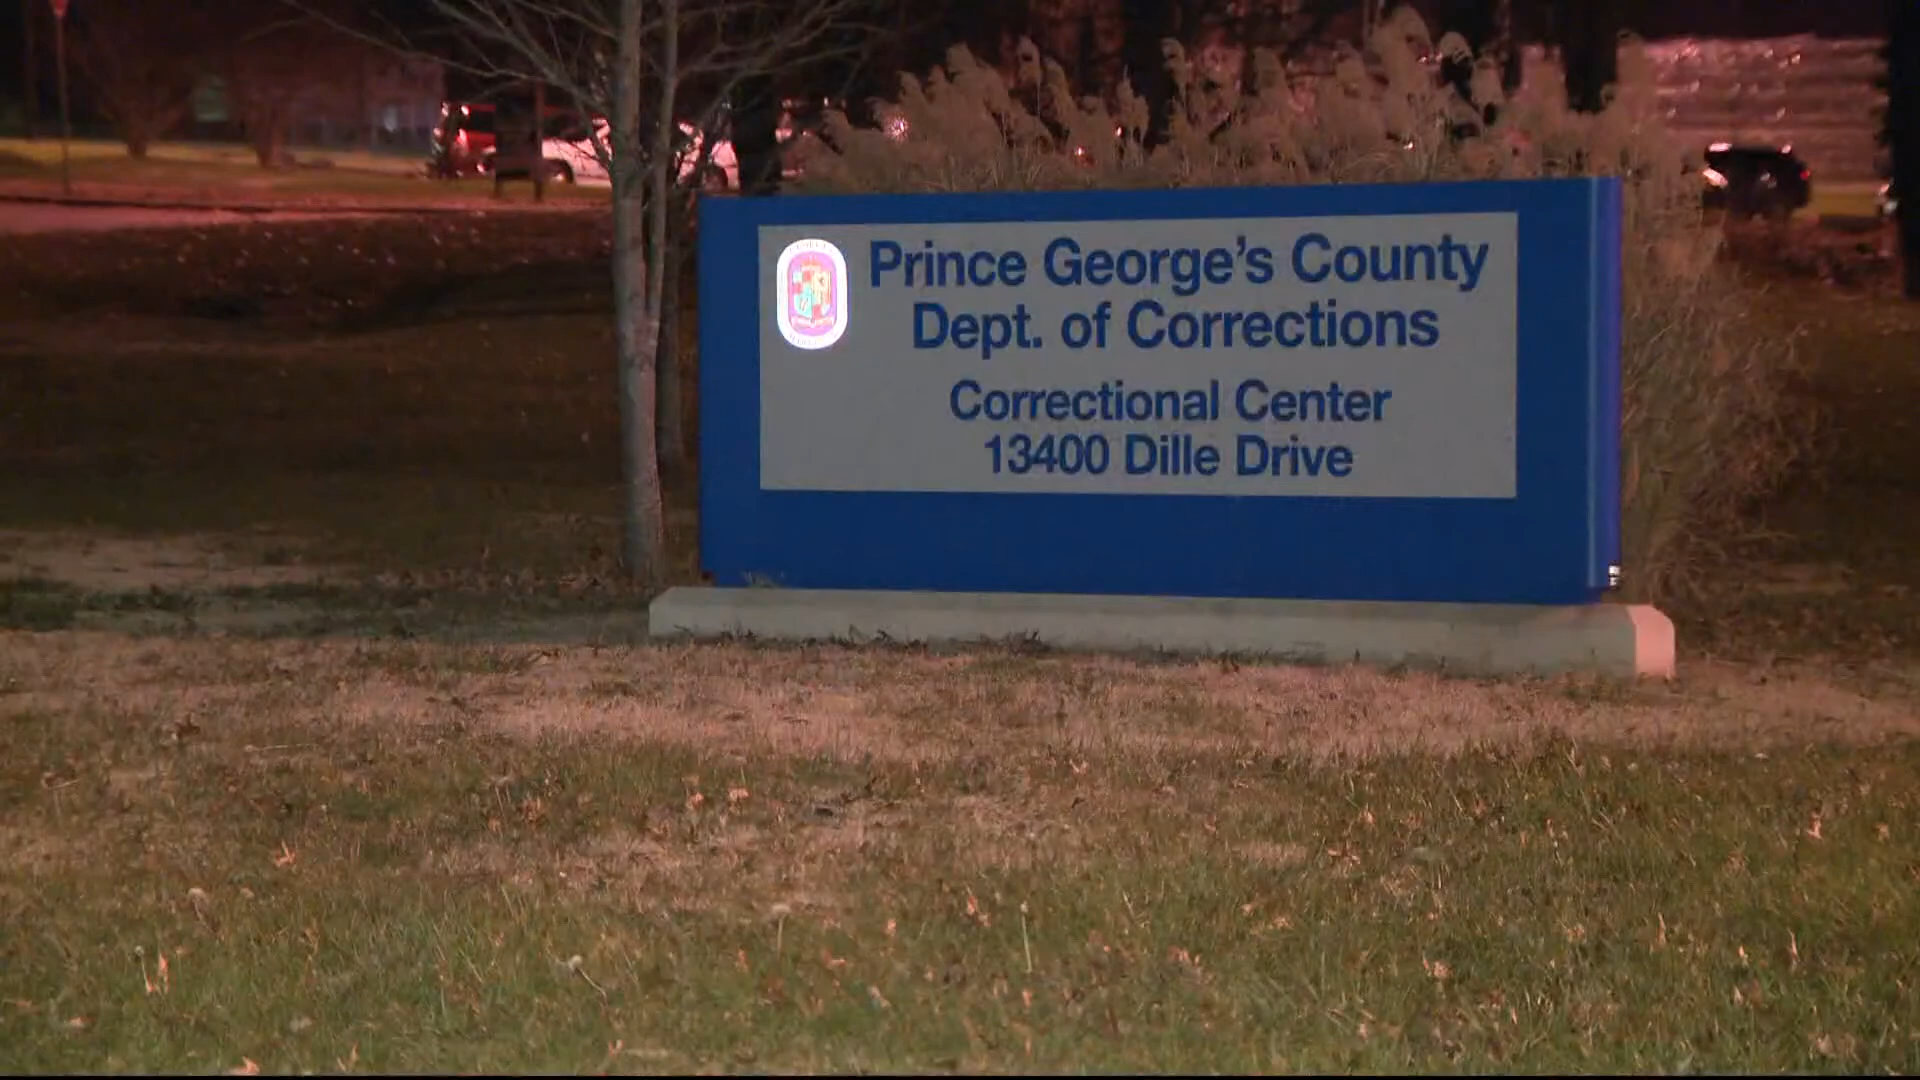 Prince George's County
Dept. of Corrections
Correctional Center
13400 Dille Drive